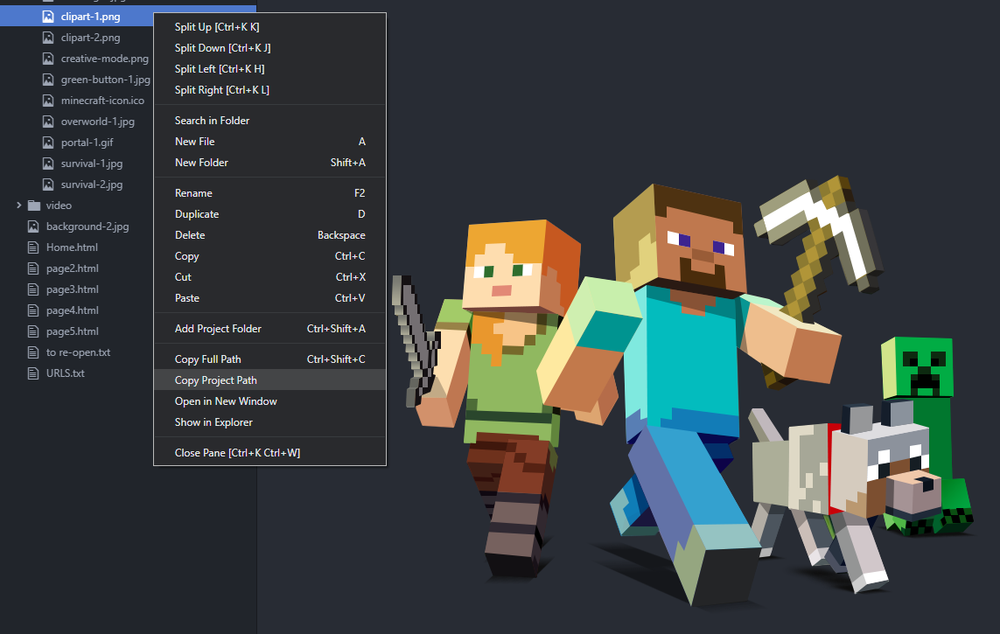 clipart-1.png
clipart-2.png
creative-mode.png
green-button-1.jpg
minecraft-icon.ico
overworld-1.jpg
portal-1.gif
survival-1.jpg
survival-2.jpg
video
background-2.jpg
Home.html
page2.html
page3.html
page4.html
page5.html
to re-open.txt
URLS.txt
Split Up [Ctrl+K K]
Split Down [Ctrl+K J]
Split Left [Ctrl+K H]
Split Right [Ctrl+K L]
Search in Folder
New File A
New Folder Shift+A
Rename F2
Duplicate D
Delete Backspace
Copy Ctrl+C
Cut Ctrl+X
Paste Ctrl+V
Add Project Folder Ctrl+Shift+A
Copy Full Path Ctrl+Shift+C
Copy Project Path
Open in New Window
Show in Explorer
Close Pane [Ctrl+K Ctrl+W]